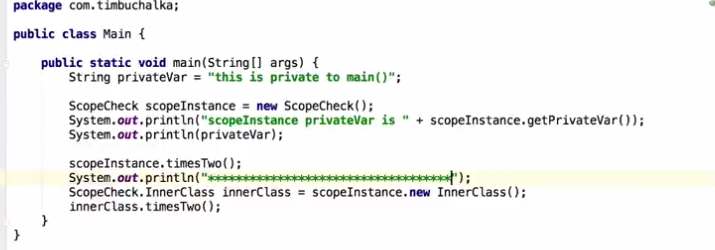 package com.timbuchalka;
public class Main {
public static void main(String[] args) {
String privateVar = "this is private to main()";
ScopeCheck scopeInstance = new ScopeCheck();
System.out.println("scopeInstance privateVar is " + scopeInstance.getPrivateVar());
System.out.println(privateVar);
scopeInstance.timesTwo();
System.out.println("***********************************");
ScopeCheck.InnerClass innerClass = scopeInstance.new InnerClass();
innerClass.timesTwo();
}
}